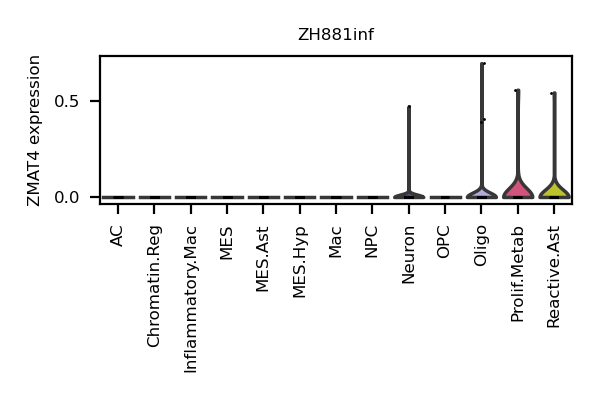 ZH881inf
ZMAT4 expression
0.5
0.0
AC
Chromatin.Reg
Inflammatory.Mac
MES
MES.Ast
MES.Hyp
Mac
NPC
Neuron
OPC
Oligo
Prolif.Metab
Reactive.Ast